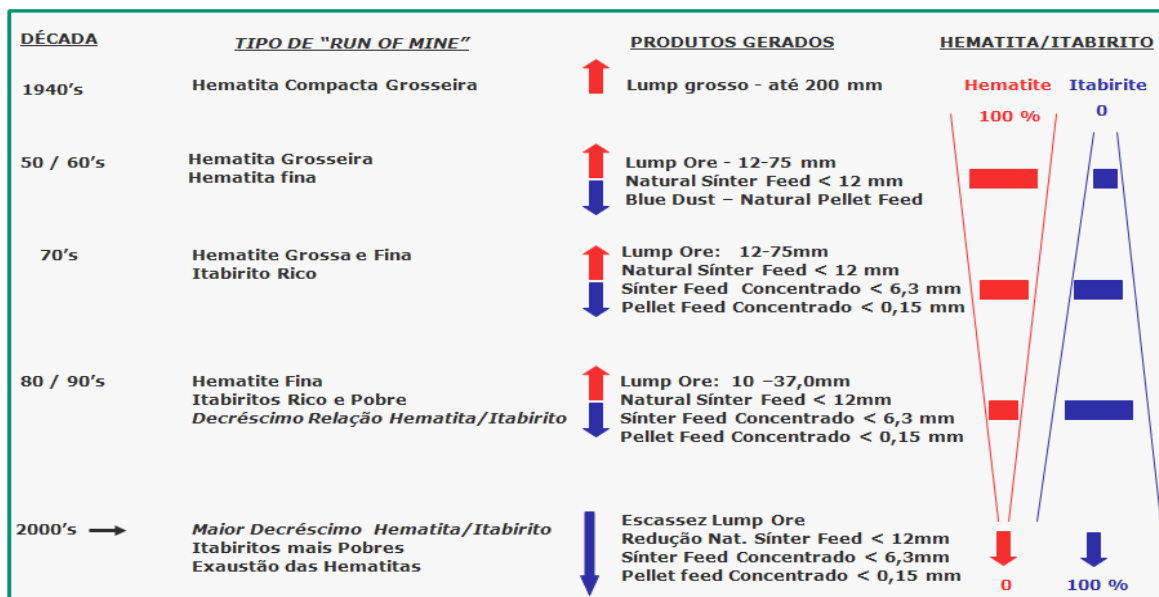 DÉCADA TIPO DE “RUN OF MINE” PRODUTOS GERADOS HEMATITA/ITABIRITO
1940’s Hematita Compacta Grosseira Lump grosso - até 200 mm Hematite Itabirite
100 % 0
50 / 60’s Hematita Grosseira Lump Ore - 12-75 mm
Hematita fina Natural Sínter Feed < 12 mm
Blue Dust – Natural Pellet Feed
70’s Hematite Grossa e Fina Lump Ore: 12-75mm
Itabirito Rico Natural Sínter Feed < 12 mm
Sínter Feed Concentrado < 6,3 mm
Pellet Feed Concentrado < 0,15 mm
80 / 90’s Hematite Fina Lump Ore: 10 –37,0mm
Itabiritos Rico e Pobre Natural Sínter Feed < 12mm
Decréscimo Relação Hematita/Itabirito Sínter Feed Concentrado < 6,3 mm
Pellet Feed Concentrado < 0,15 mm
2000’s Maior Decréscimo Hematita/Itabirito Escassez Lump Ore
Itabiritos mais Pobres Redução Nat. Sínter Feed < 12mm
Exaustão das Hematitas Sínter Feed Concentrado < 6,3mm
Pellet feed Concentrado < 0,15 mm 0 100 %